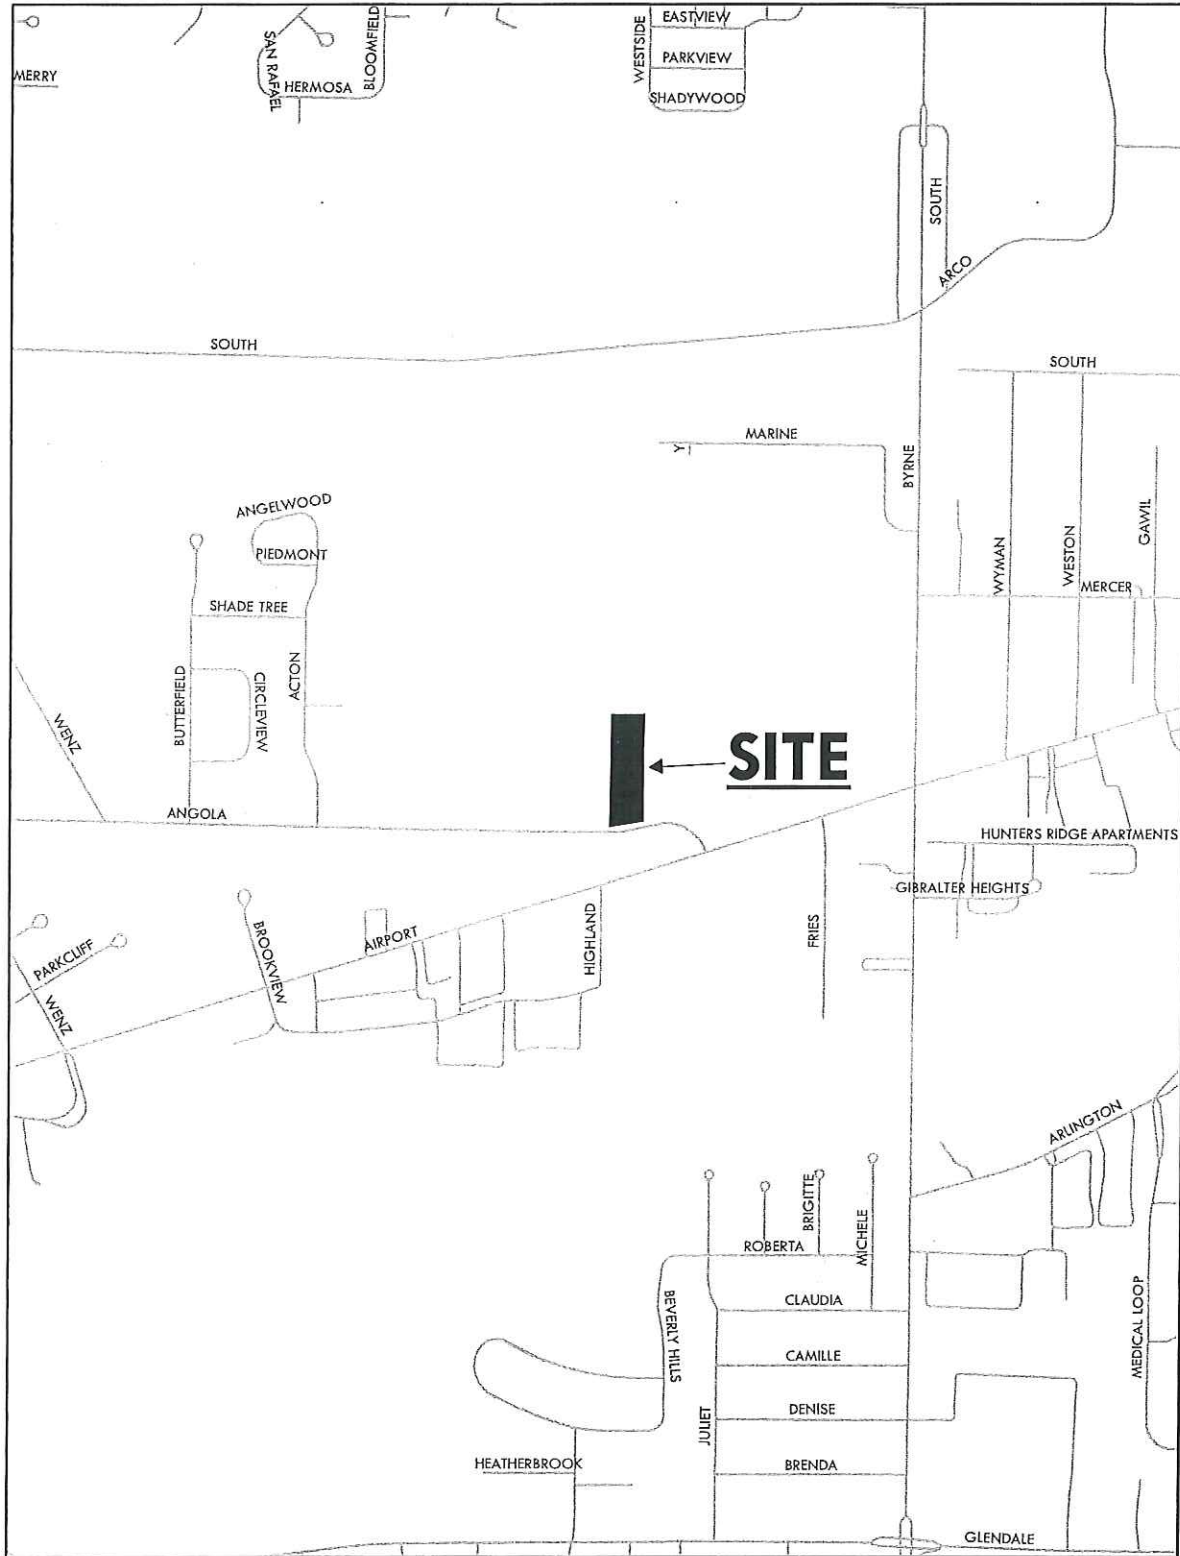 EASTVIEW
WESTSIDE
BLOOMFIELD
SAN RAFAEL
PARKVIEW
MERRY
HERMOSA
SHADYWOOD
SOUTH
ARCO
SOUTH
SOUTH
MARINE
Y
BYRNE
ANGELWOOD
GAWIL
PIEDMONT
WYMAN
WESTON
MERCER
SHADE TREE
ACTON
BUTTERFIELD
CIRCLEVIEW
WENZ
SITE
ANGOLA
HUNTERS RIDGE APARTMENTS
GIBRALTER HEIGHTS
FRIES
HIGHLAND
AIRPORT
BROOKVIEW
PARKCLIFF
WENZ
ARLINGTON
BRIGITTE
MICHELE
ROBERTA
CLAUDIA
BEVERLY HILLS
MEDICAL LOOP
CAMILLE
DENISE
JULIET
HEATHERBROOK
BRENDA
GLENDALE